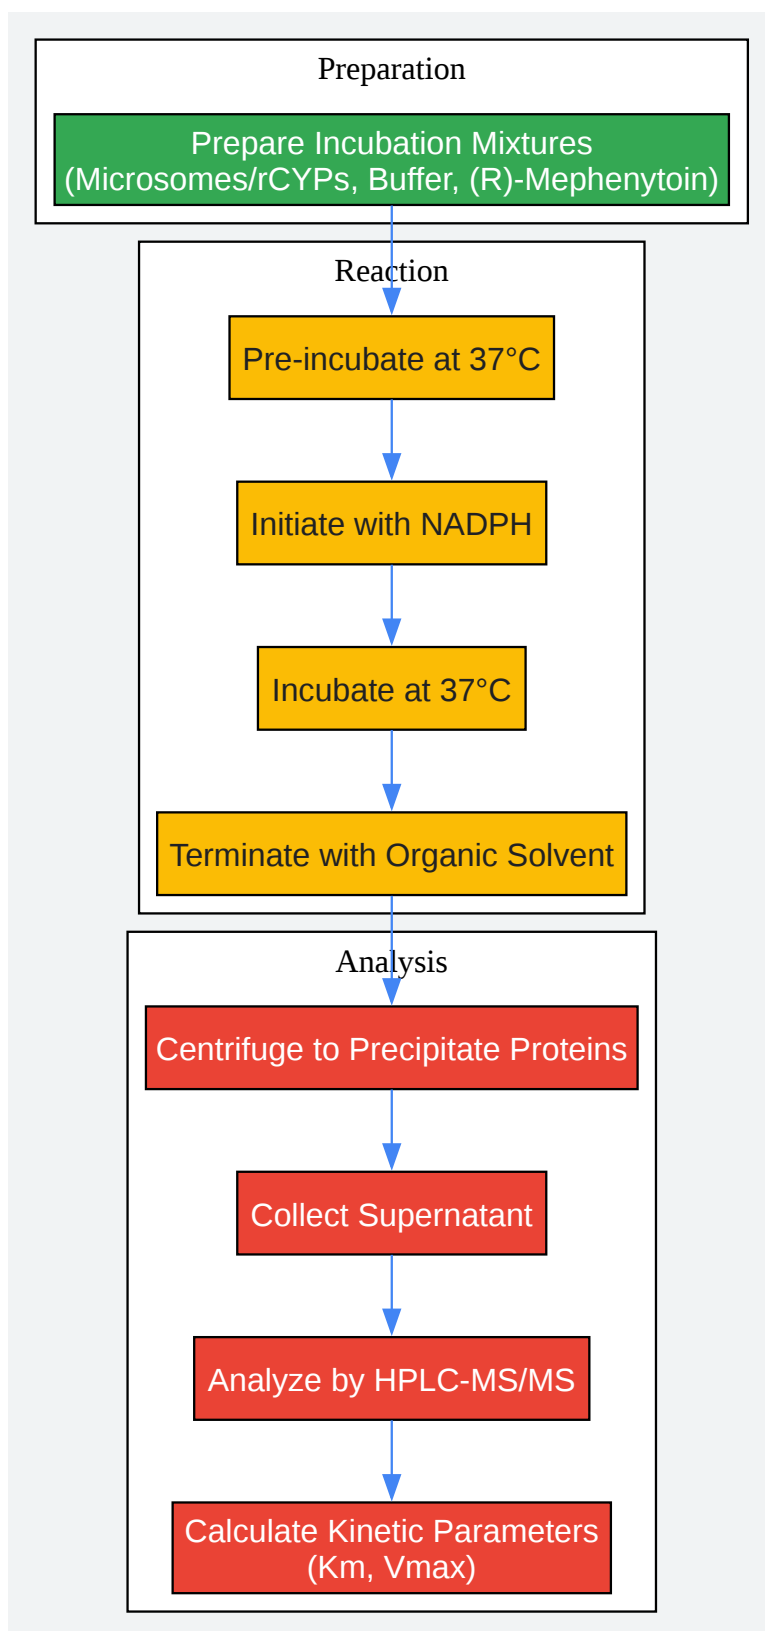 Preparation
Prepare Incubation Mixtures
(Microsomes/rCYPs, Buffer, (R)-Mephenytoin)
Reaction
Pre-incubate at 37°C
Initiate with NADPH
Incubate at 37°C
Terminate with Organic Solvent
Analysis
Centrifuge to Precipitate Proteins
Collect Supernatant
Analyze by HPLC-MS/MS
Calculate Kinetic Parameters
(Km, Vmax)